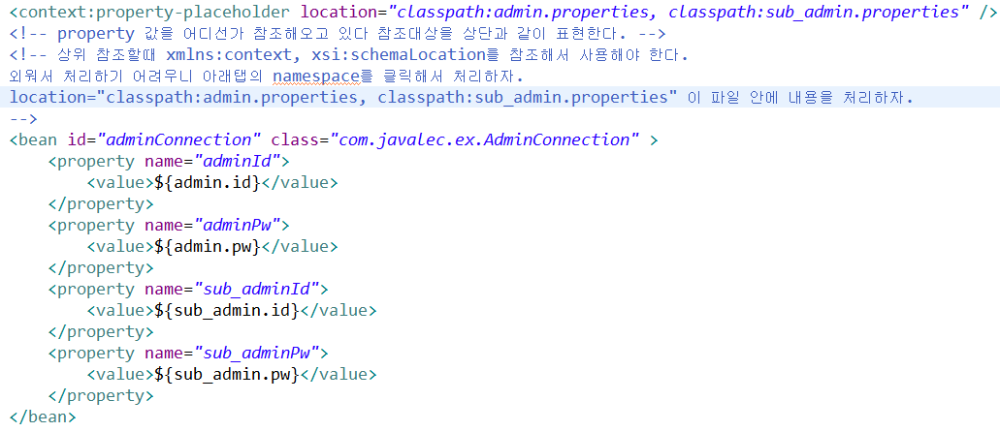 <context:property-placeholder location="classpath:admin.properties, classpath:sub_admin.properties" />
<!-- property 값을 어디선가 참조해오고 있다 참조대상을 상단과 같이 표현한다. -->
<!-- 상위 참조할때 xmlns:context, xsi:schemaLocation를 참조해서 사용해야 한다.
외워서 처리하기 어려우니 아래탭의 namespace를 클릭해서 처리하자.
location="classpath:admin.properties, classpath:sub_admin.properties" 이 파일 안에 내용을 처리하자.
-->
<bean id="adminConnection" class="com.javalec.ex.AdminConnection" >
<property name="adminId">
<value>${admin.id}</value>
</property>
<property name="adminPw">
<value>${admin.pw}</value>
</property>
<property name="sub_adminId">
<value>${sub_admin.id}</value>
</property>
<property name="sub_adminPw">
<value>${sub_admin.pw}</value>
</property>
</bean>